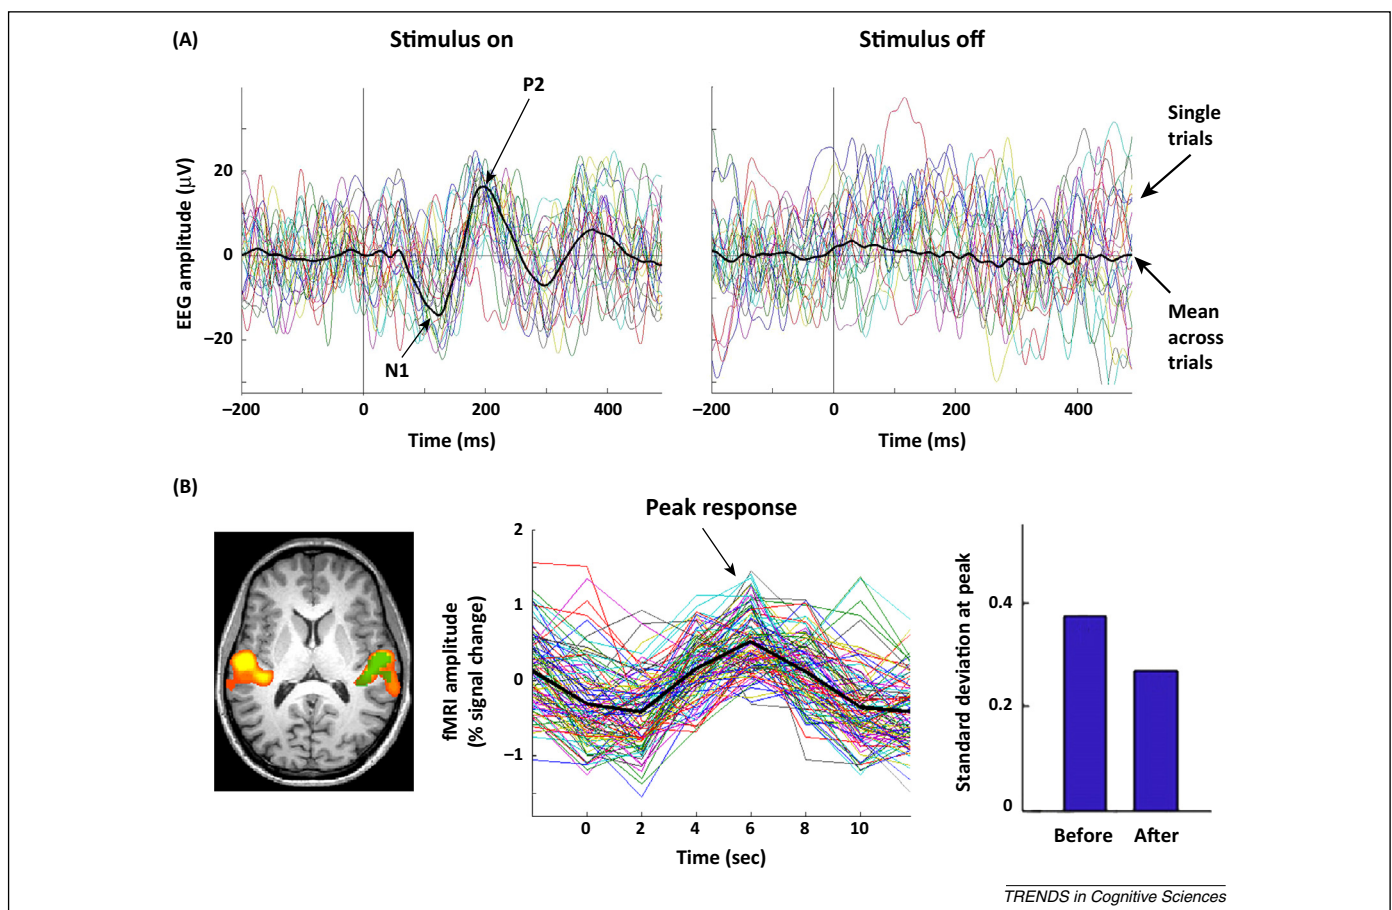 (A)
Stimulus on
Stimulus off
P2
N1
EEG amplitude (μV)
20
0
−20
−200
0
200
400
Time (ms)
−200
0
200
400
Time (ms)
Single
trials
Mean
across
trials
(B)
Peak response
fMRI amplitude
(% signal change)
2
1
0
−1
0
2
4
6
8
10
Time (sec)
Standard deviation at peak
0.4
0.2
0
Before
After
TRENDS in Cognitive Sciences